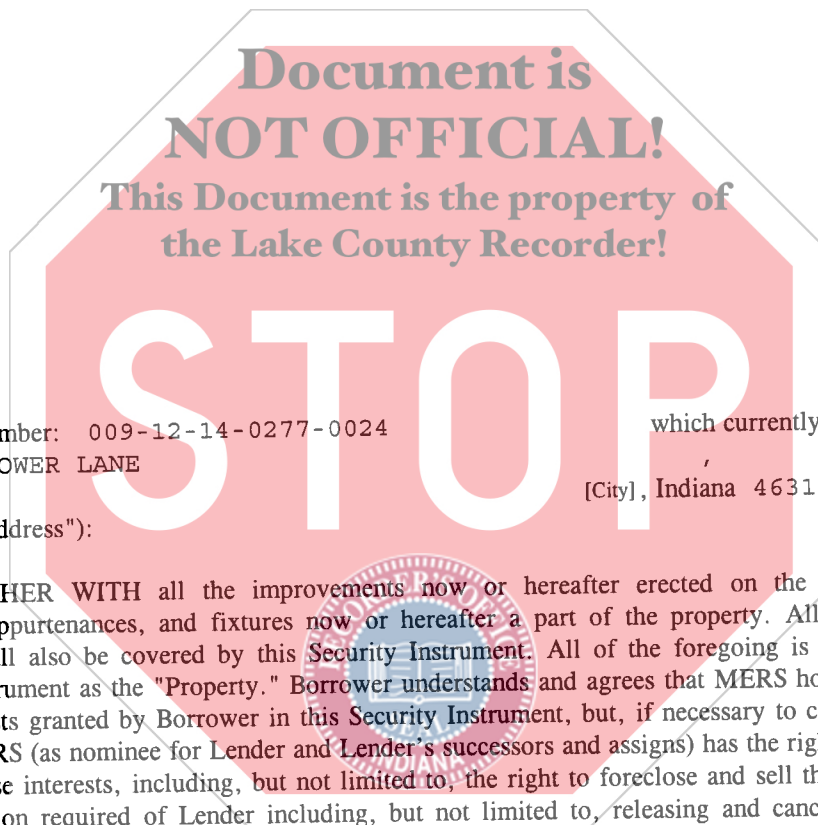 Document is
NOT OFFICIAL!
This Document is the property of
the Lake County Recorder!
STOP
mber: 009-12-14-0277-0024 which currently
OWER LANE ,
[City], Indiana 4631
ddress"):
HER WITH all the improvements now or hereafter erected on the
ppurtenances, and fixtures now or hereafter a part of the property. All
ll also be covered by this Security Instrument. All of the foregoing is
rument as the "Property." Borrower understands and agrees that MERS ho
ts granted by Borrower in this Security Instrument, but, if necessary to c
RS (as nominee for Lender and Lender's successors and assigns) has the righ
se interests, including, but not limited to, the right to foreclose and sell th
on required of Lender including, but not limited to, releasing and canc
RECORDER'S OFFICE
SEAL
INDIANA